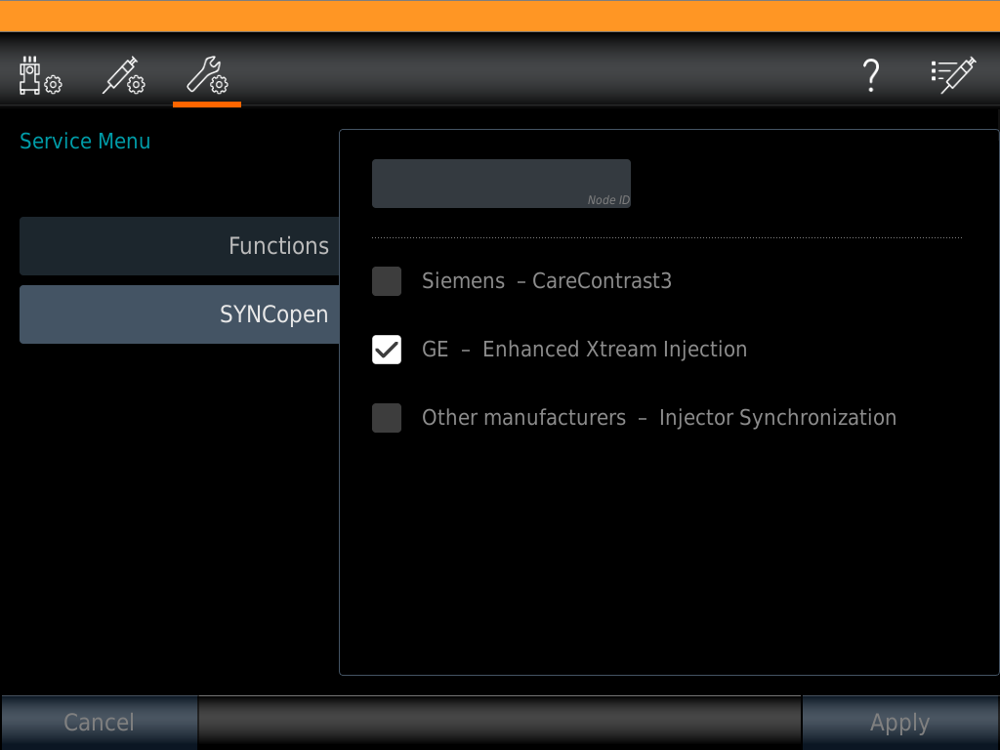 ?
Service Menu
Node ID
Functions
Siemens – CareContrast3
SYNCopen
GE – Enhanced Xtream Injection
Other manufacturers – Injector Synchronization
Cancel
Apply